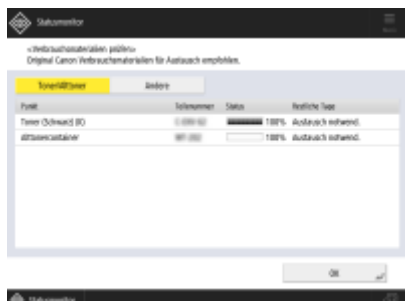 Statusmonitor
<Verbrauchsmaterialien prüfen>
Original Canon Verbrauchsmaterialien für Austausch empfohlen.
Toner/Alttoner Andere
Punkt Teilenummer Status Restliche Tage
Toner (Schwarz) (K) 100% Austausch notwend.
Alttonercontainer 100% Austausch notwend.
OK
Statusmonitor